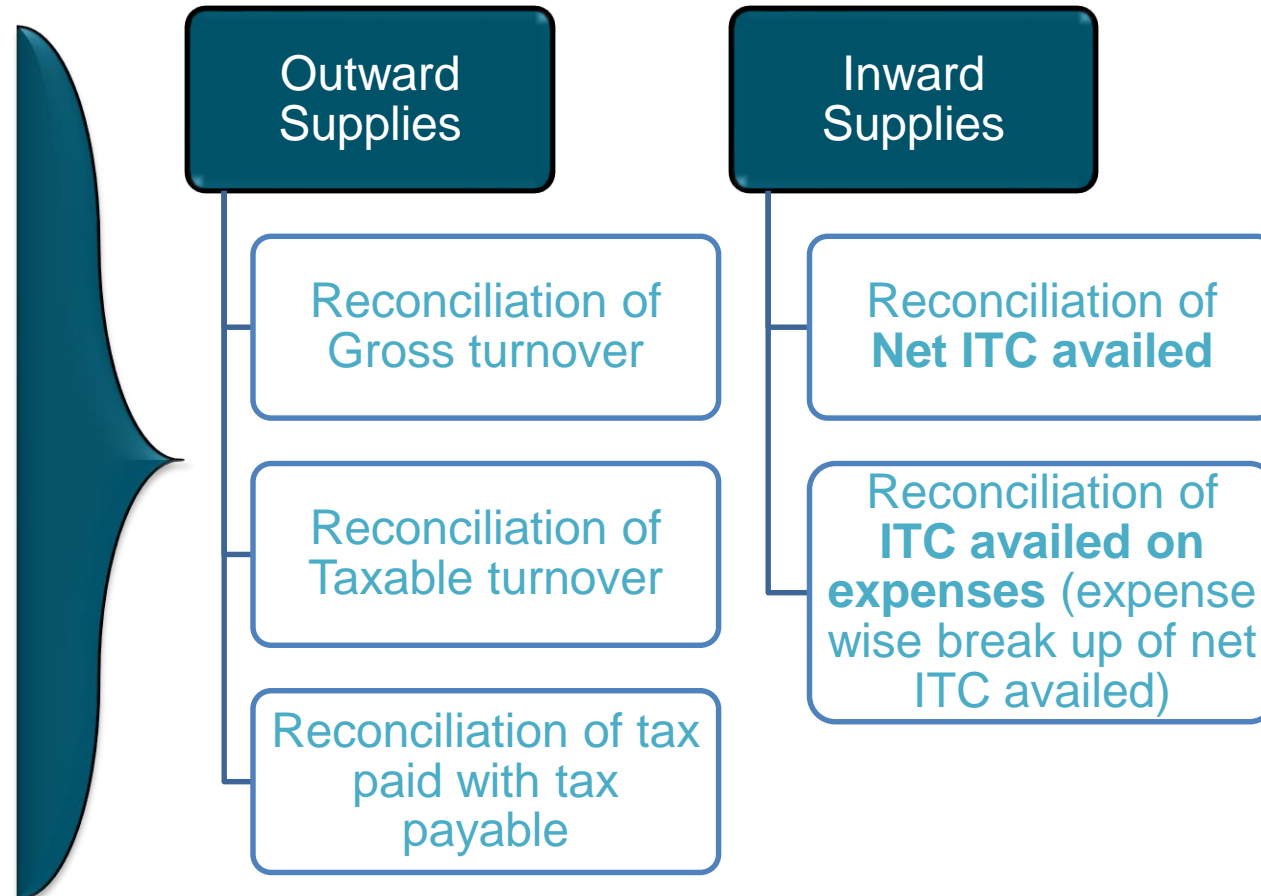 Outward
Supplies
Reconciliation of
Gross turnover
Reconciliation of
Taxable turnover
Reconciliation of tax
paid with tax
payable
Inward
Supplies
Reconciliation of
Net ITC availed
Reconciliation of
ITC availed on
expenses (expense
wise break up of net
ITC availed)